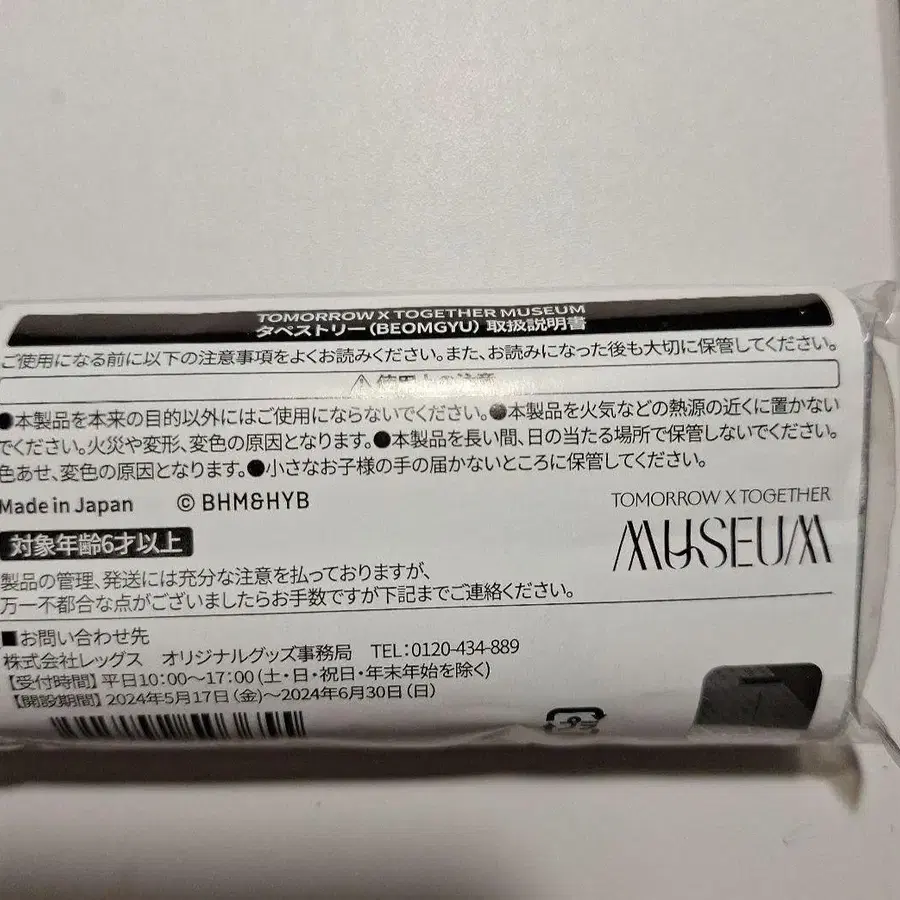 TOMORROW X TOGETHER MUSEUM
タペストリー(BEOMGYU) 取扱説明書
ご使用になる前に以下の注意事項をよくお読みください。また、お読みになった後も大切に保管してください。
⚠使用上の注意
●本製品を本来の目的以外にはご使用にならないでください。●本製品を火気などの熱源の近くに置かない
でください。火災や変形、変色の原因となります。●本製品を長い間、日の当たる場所で保管しないでください。
色あせ、変色の原因となります。●小さなお子様の手の届かないところに保管してください。
Made in Japan © BHM&HYB
TOMORROW X TOGETHER
MUSEUM
対象年齢6才以上
製品の管理、発送には充分な注意を払っておりますが、
万一不都合な点がございましたらお手数ですが下記までご連絡ください。
■お問い合わせ先
株式会社レッグス オリジナルグッズ事務局 TEL:0120-434-889
【受付時間】平日10:00～17:00(土・日・祝日・年末年始を除く)
【開設期間】2024年5月17日(金)～2024年6月30日(日)